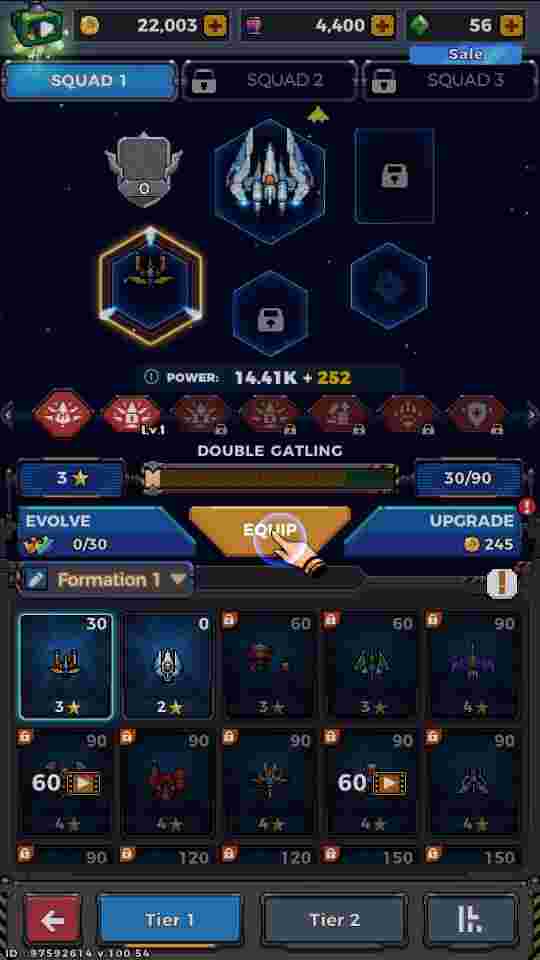 22,003
4,400
56
Sale
SQUAD 1
SQUAD 2
SQUAD 3
0
POWER: 14.41K + 252
Lv.1
DOUBLE GATLING
3
30/90
EVOLVE
EQUIP
UPGRADE
0/30
245
Formation 1
30
0
60
60
90
3
2
3
3
4
90
90
90
90
90
60
60
4
4
4
4
4
90
120
120
150
150
Tier 1
Tier 2
ID : 97592614 v.100.54